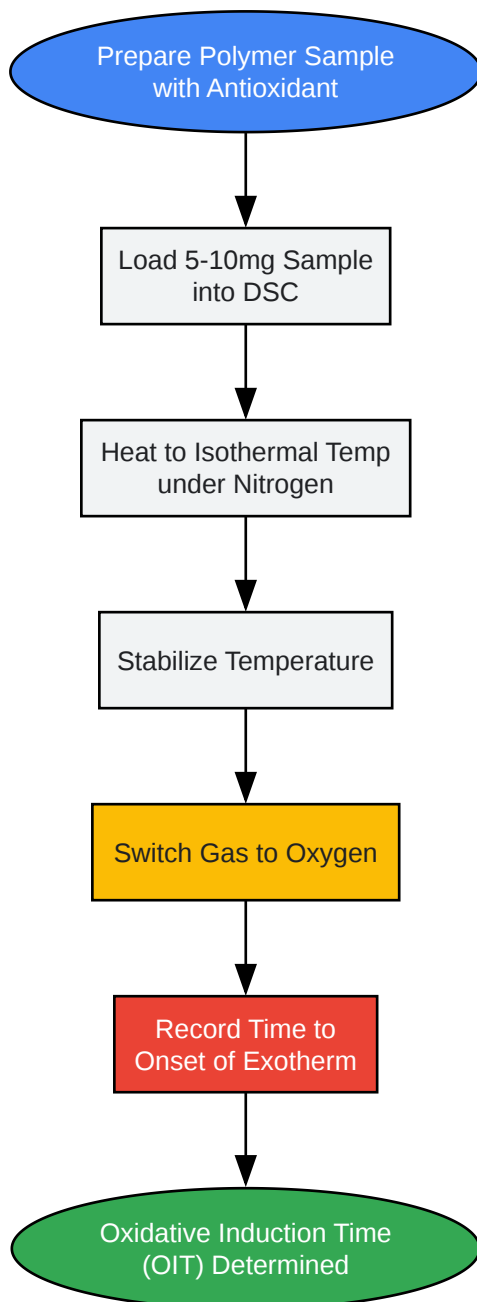 Prepare Polymer Sample
with Antioxidant
Load 5-10mg Sample
into DSC
Heat to Isothermal Temp
under Nitrogen
Stabilize Temperature
Switch Gas to Oxygen
Record Time to
Onset of Exotherm
Oxidative Induction Time
(OIT) Determined